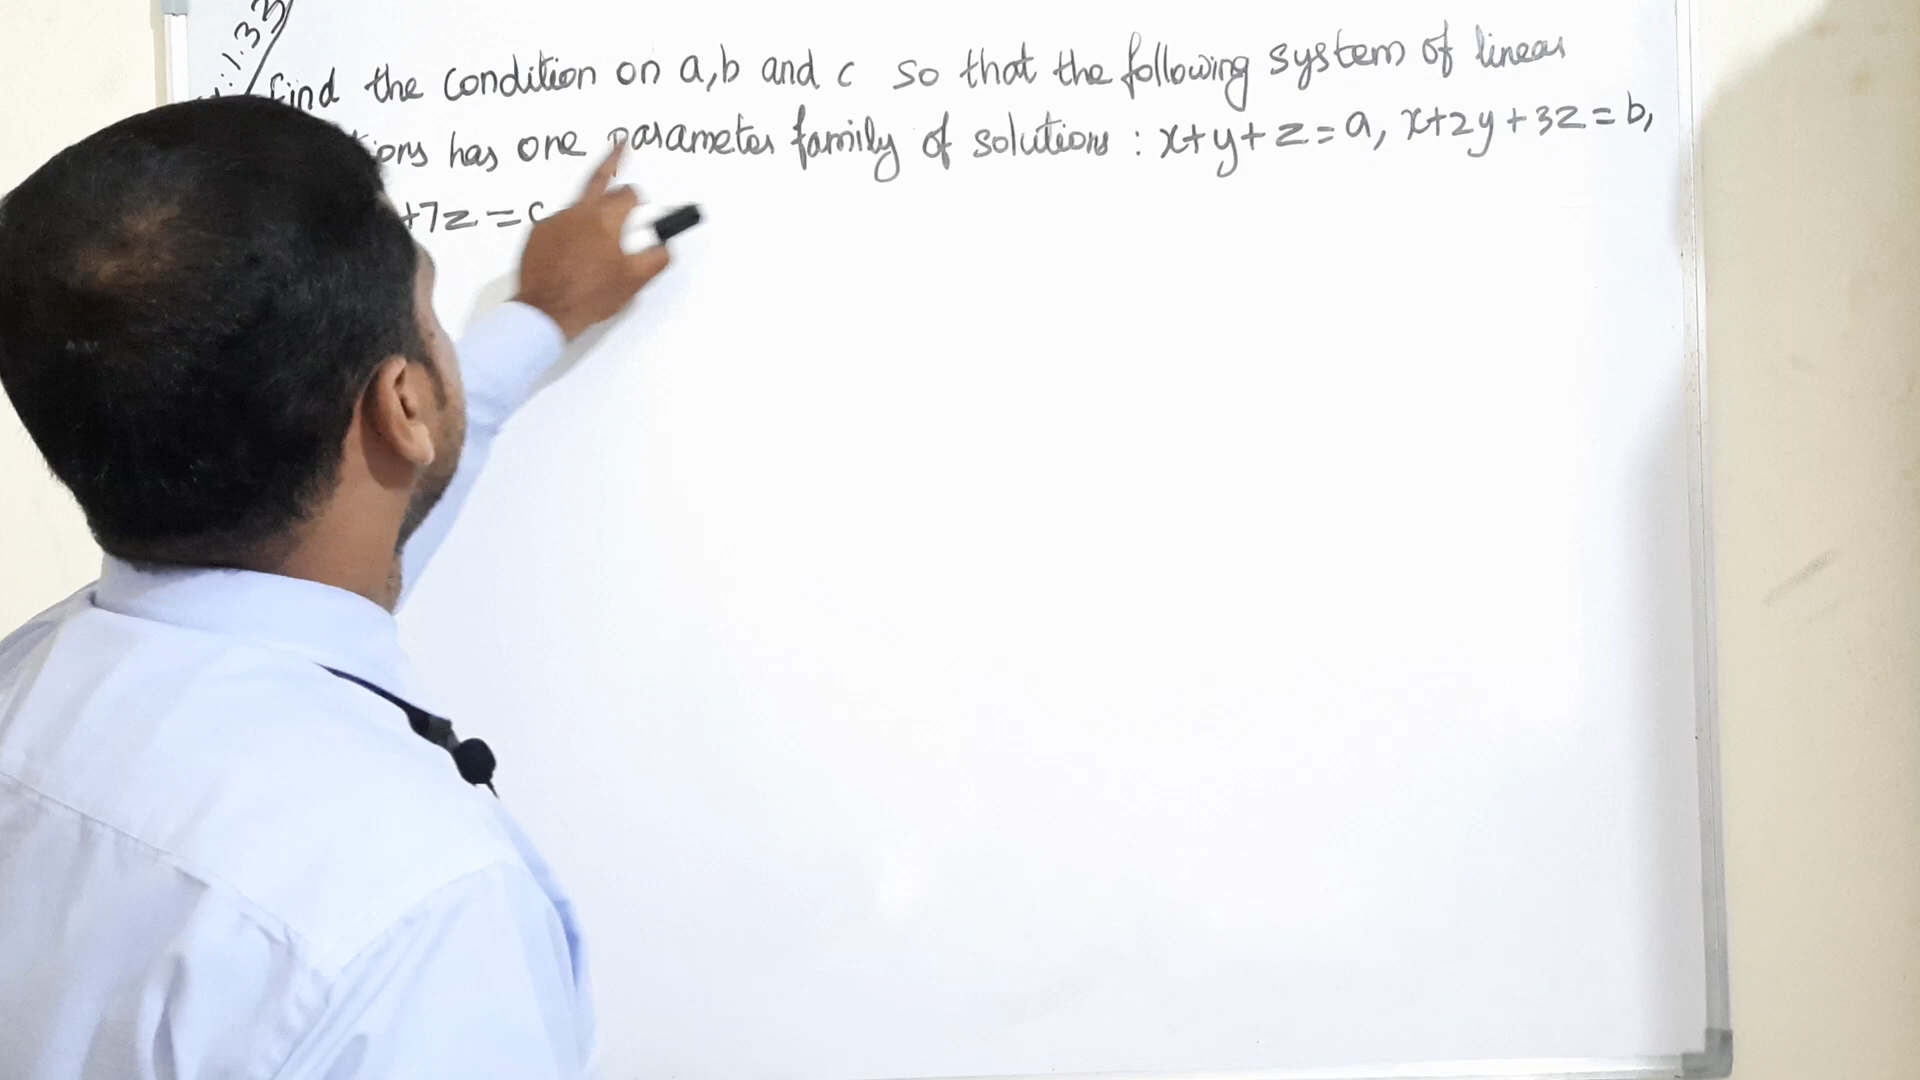 1.33
Find the condition on a,b and c so that the following system of linear
ons has one parameter family of solutions : x+y+z=a, x+2y+3z=b,
+7z=c